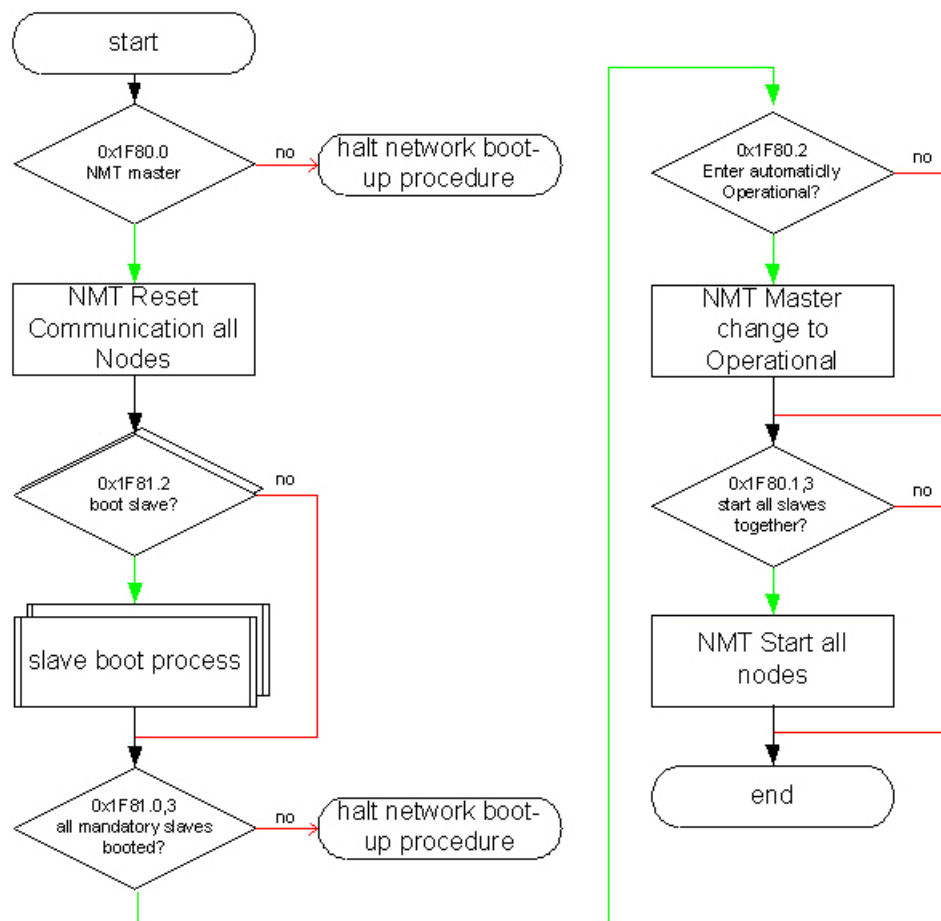 start
0x1F80.0
NMT master
no
halt network boot-
up procedure
NMT Reset
Communication all
Nodes
0x1F81.2
boot slave?
no
slave boot process
0x1F81.0,3
all mandatory slaves
booted?
no
halt network boot-
up procedure
0x1F80.2
Enter automaticlly
Operational?
no
NMT Master
change to
Operational
0x1F80.1,3
start all slaves
together?
no
NMT Start all
nodes
end